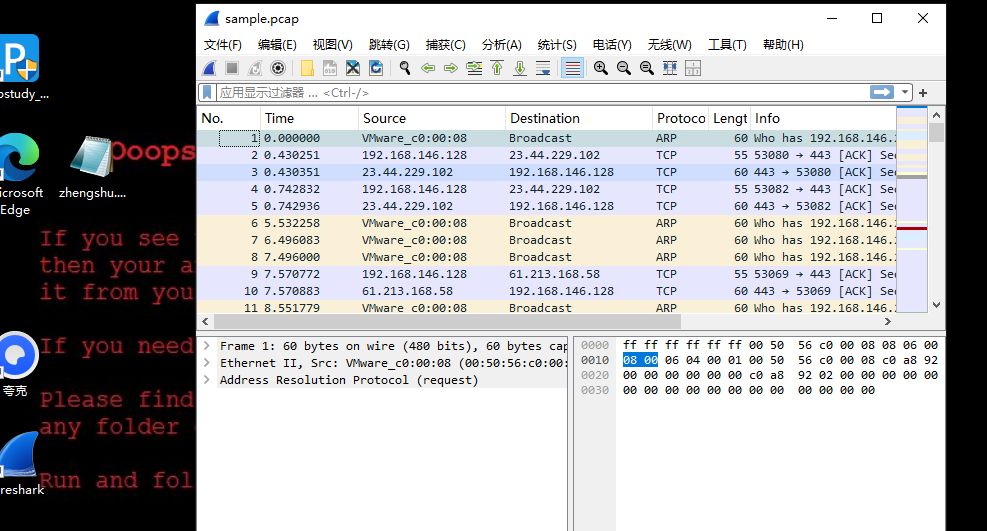 sample.pcap
文件(F) 编辑(E) 视图(V) 跳转(G) 捕获(C) 分析(A) 统计(S) 电话(Y) 无线(W) 工具(T) 帮助(H)
应用显示过滤器 … <Ctrl-/>
No. Time Source Destination Protoco Lengt Info
1 0.000000 VMware_c0:00:08 Broadcast ARP 60 Who has 192.168.146.
2 0.430251 192.168.146.128 23.44.229.102 TCP 55 53080 → 443 [ACK] Se
3 0.430351 23.44.229.102 192.168.146.128 TCP 60 443 → 53080 [ACK] Se
4 0.742832 192.168.146.128 23.44.229.102 TCP 55 53082 → 443 [ACK] Se
5 0.742936 23.44.229.102 192.168.146.128 TCP 60 443 → 53082 [ACK] Se
6 5.532258 VMware_c0:00:08 Broadcast ARP 60 Who has 192.168.146.
7 6.496083 VMware_c0:00:08 Broadcast ARP 60 Who has 192.168.146.
8 7.496000 VMware_c0:00:08 Broadcast ARP 60 Who has 192.168.146.
9 7.570772 192.168.146.128 61.213.168.58 TCP 55 53069 → 443 [ACK] Se
10 7.570883 61.213.168.58 192.168.146.128 TCP 60 443 → 53069 [ACK] Se
11 8.551779 VMware_c0:00:08 Broadcast ARP 60 Who has 192.168.146.
Frame 1: 60 bytes on wire (480 bits), 60 bytes cap
Ethernet II, Src: VMware_c0:00:08 (00:50:56:c0:00:
Address Resolution Protocol (request)
0000 ff ff ff ff ff ff 00 50 56 c0 00 08 08 06 00
0010 08 00 06 04 00 01 00 50 56 c0 00 08 c0 a8 92
0020 00 00 00 00 00 00 c0 a8 92 02 00 00 00 00 00
0030 00 00 00 00 00 00 00 00 00 00 00 00
pstudy_...
icrosoft
Edge
zhengshu....
夸克
reshark
Ooops
If you see
then your a
it from you
If you need
Please find
any folder
Run and fol